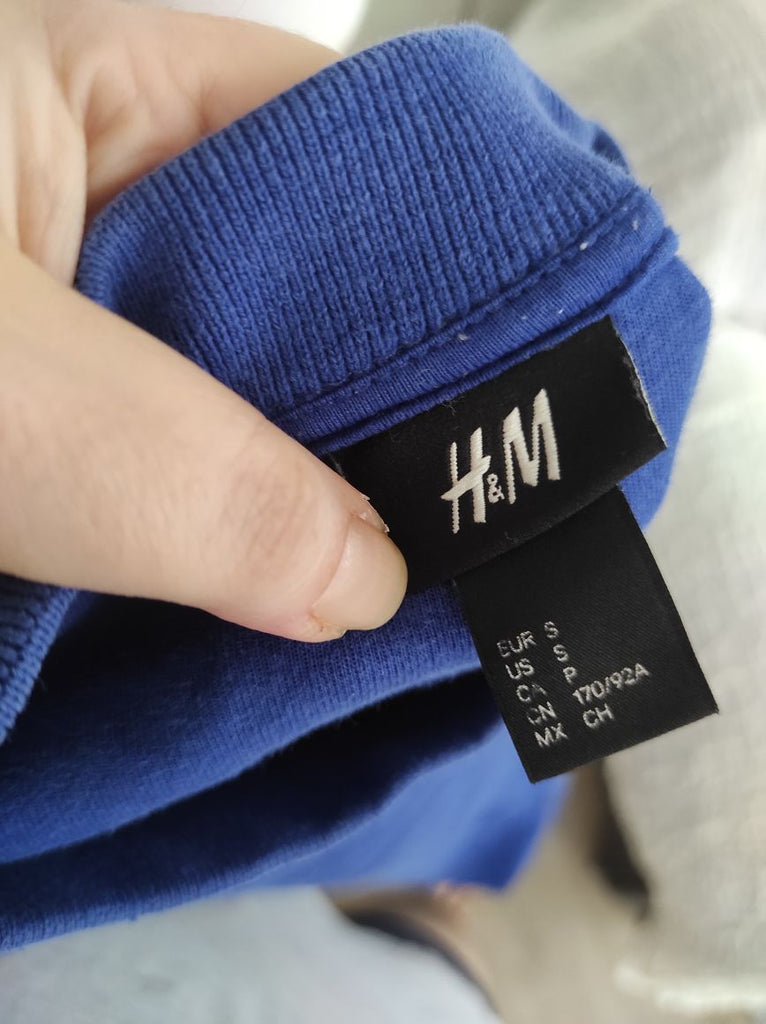 H&M
EUR S
US S
CA P
CN 170/92A
MX CH